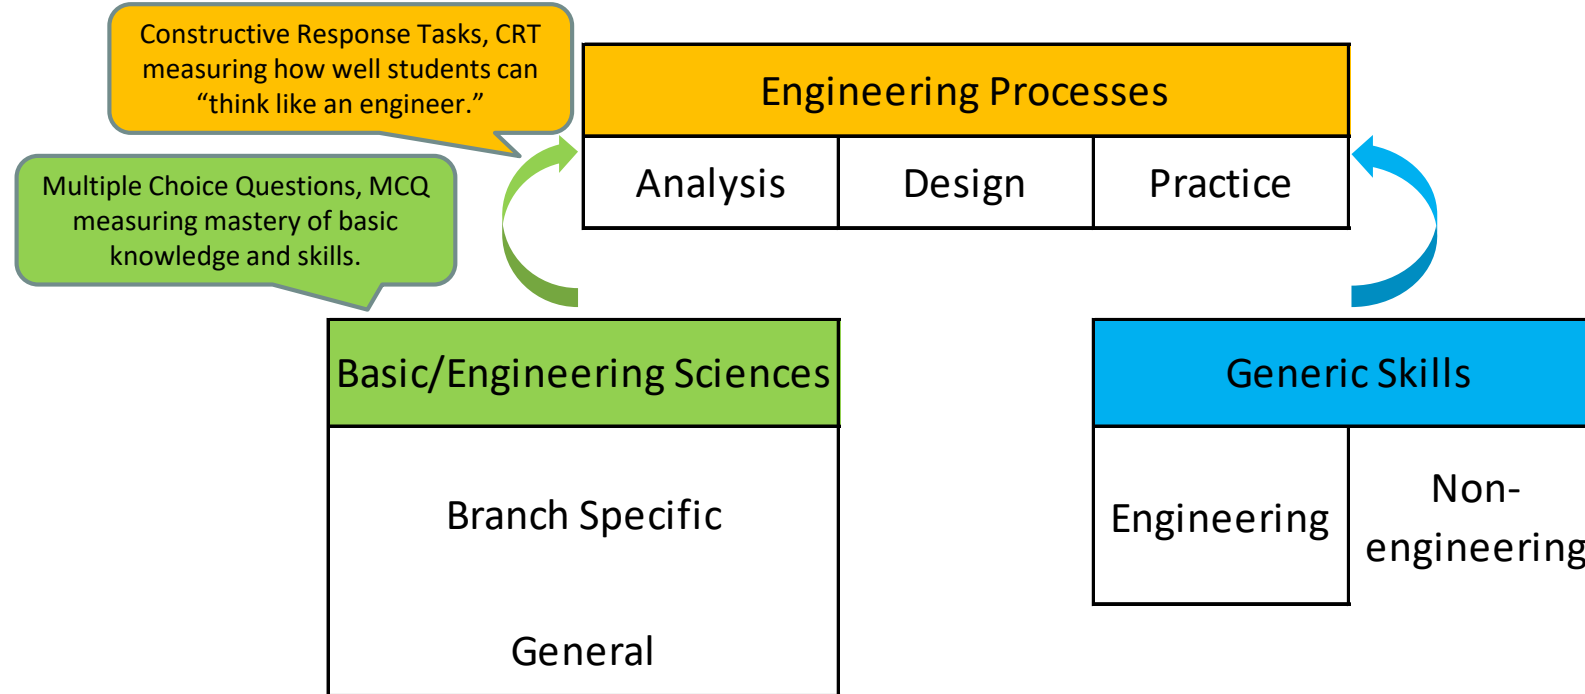 Constructive Response Tasks, CRT
measuring how well students can
“think like an engineer.”
Engineering Processes
Analysis
Design
Practice
Multiple Choice Questions, MCQ
measuring mastery of basic
knowledge and skills.
Basic/Engineering Sciences
Branch Specific
General
Generic Skills
Engineering
Non-
engineering